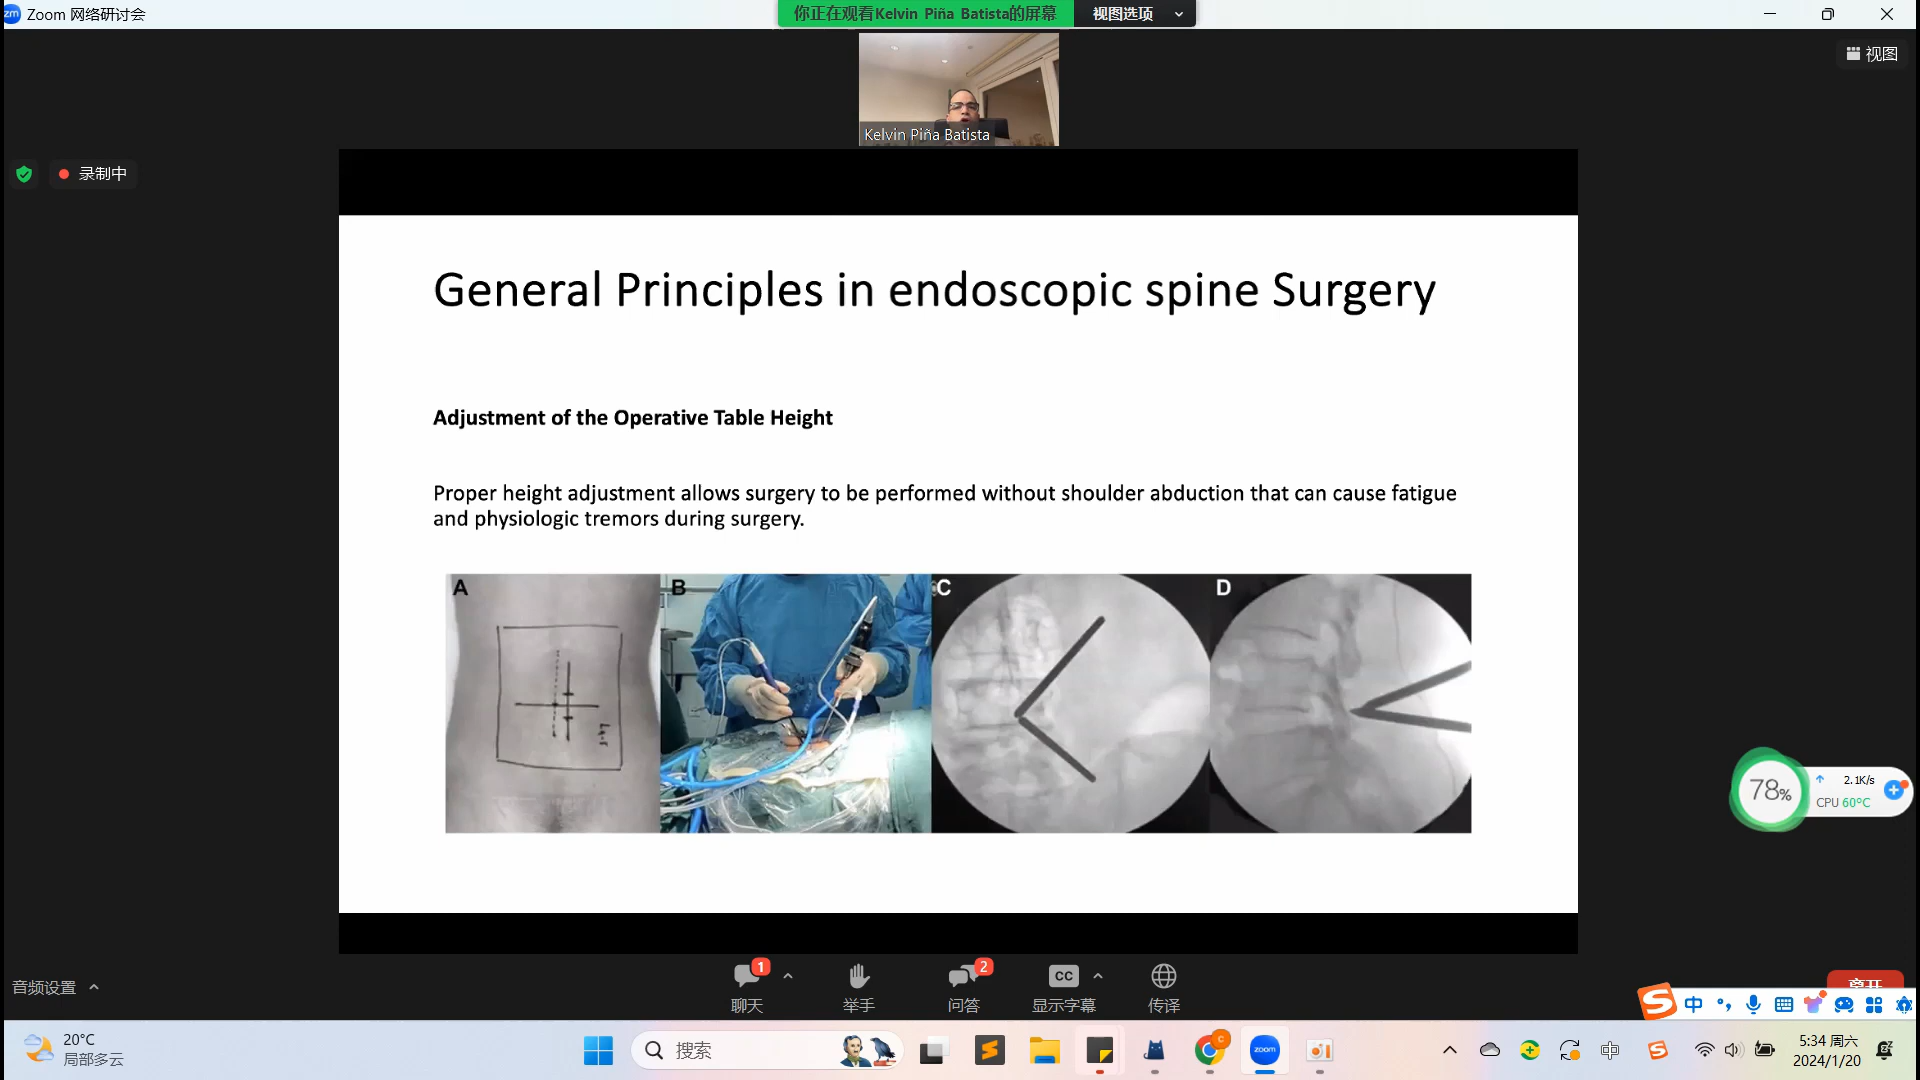 Zoom 网络研讨会
你正在观看Kelvin Piña Batista的屏幕
视图选项
视图
Kelvin Piña Batista
录制中
General Principles in endoscopic spine Surgery
Adjustment of the Operative Table Height
Proper height adjustment allows surgery to be performed without shoulder abduction that can cause fatigue
and physiologic tremors during surgery.
A
B
C
D
78%
2.1K/s
CPU 60°C
音频设置
1
聊天
举手
2
问答
CC
显示字幕
传译
离开
中
20°C
局部多云
搜索
zoom
5:34 周六
2024/1/20